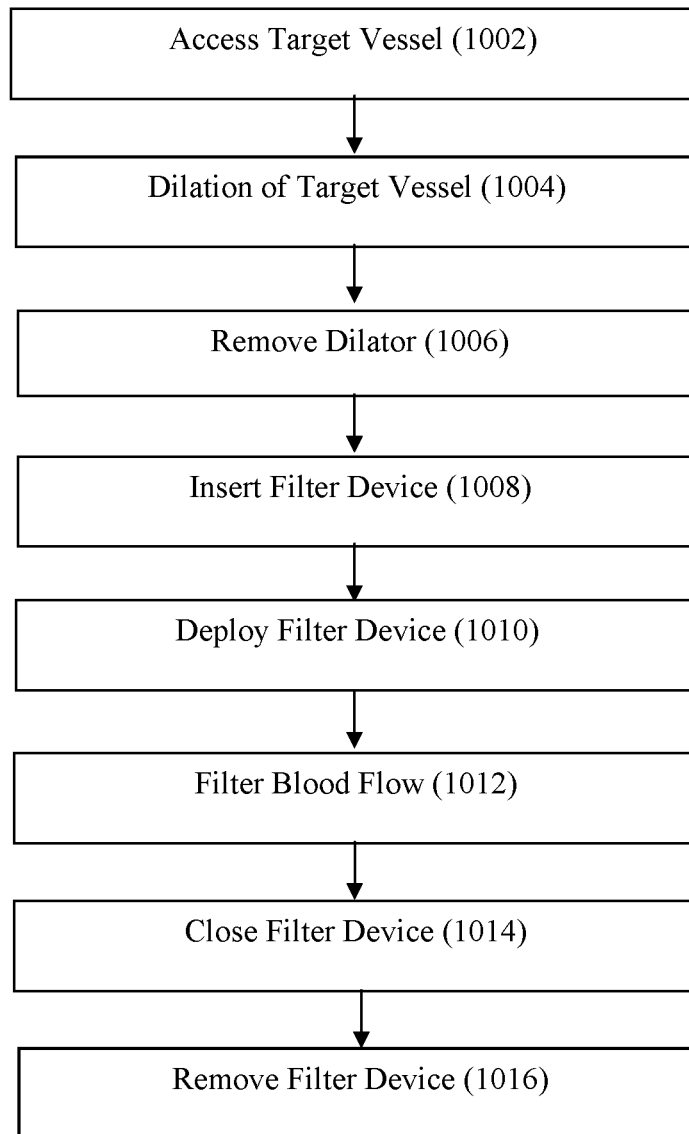 Access Target Vessel (1002)
Dilation of Target Vessel (1004)
Remove Dilator (1006)
Insert Filter Device (1008)
Deploy Filter Device (1010)
Filter Blood Flow (1012)
Close Filter Device (1014)
Remove Filter Device (1016)